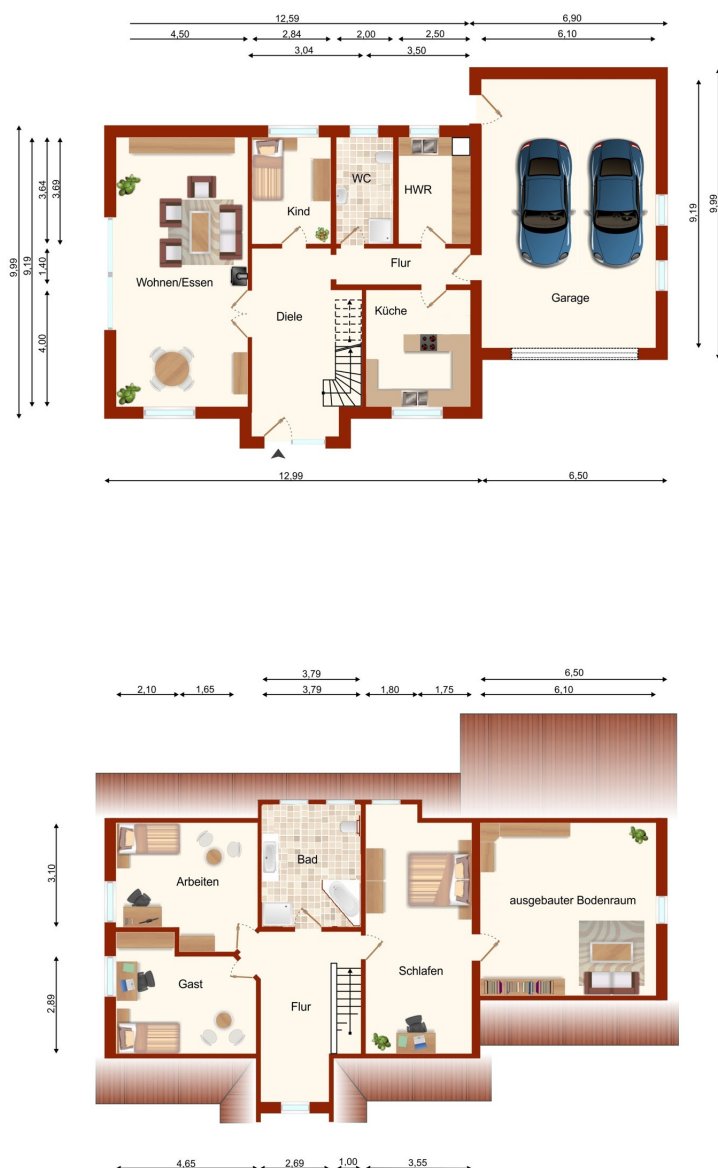 12,59 6,90
4,50 2,84 2,00 2,50 6,10
3,04 3,50
9,99
9,19
3,64
3,69
1,40
4,00
WC
HWR
Kind
Flur
Wohnen/Essen
Diele
Küche
Garage
9,19
9,99
12,99 6,50
3,79 6,50
2,10 1,65 3,79 1,80 1,75 6,10
3,10
2,89
Bad
Arbeiten
ausgebauter Bodenraum
Schlafen
Gast
Flur
4,65 2,69 1,00 3,55